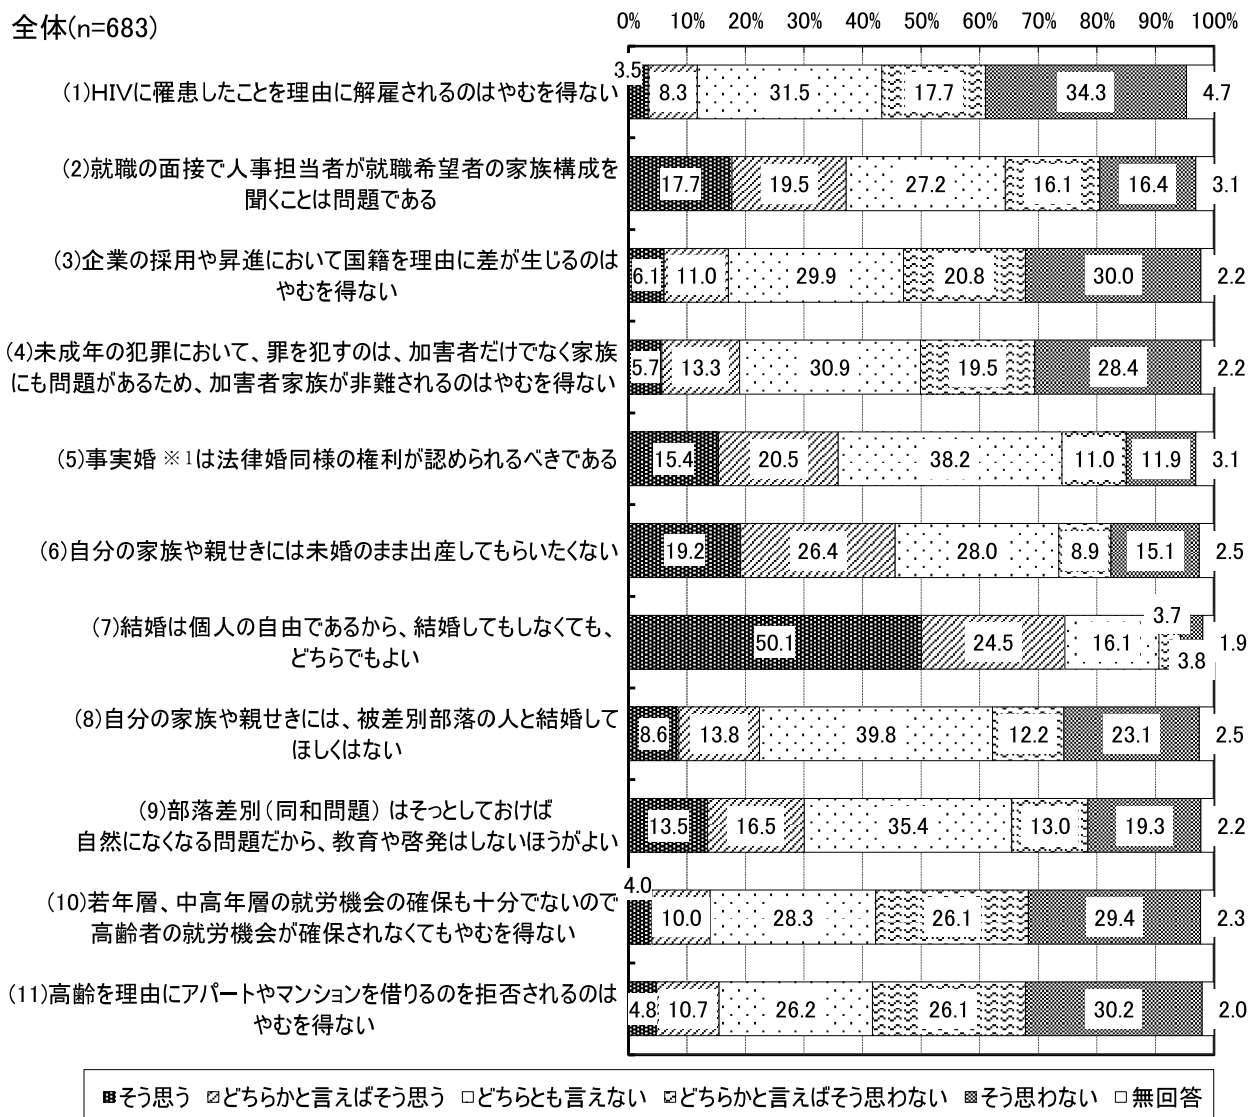 全体(n=683)
0% 10% 20% 30% 40% 50% 60% 70% 80% 90% 100%
(1)HIVに罹患したことを理由に解雇されるのはやむを得ない
3.5 8.3 31.5 17.7 34.3 4.7
(2)就職の面接で人事担当者が就職希望者の家族構成を
聞くことは問題である
17.7 19.5 27.2 16.1 16.4 3.1
(3)企業の採用や昇進において国籍を理由に差が生じるのは
やむを得ない
6.1 11.0 29.9 20.8 30.0 2.2
(4)未成年の犯罪において、罪を犯すのは、加害者だけでなく家族
にも問題があるため、加害者家族が非難されるのはやむを得ない
5.7 13.3 30.9 19.5 28.4 2.2
(5)事実婚※1は法律婚同様の権利が認められるべきである
15.4 20.5 38.2 11.0 11.9 3.1
(6)自分の家族や親せきには未婚のまま出産してもらいたくない
19.2 26.4 28.0 8.9 15.1 2.5
(7)結婚は個人の自由であるから、結婚してもしなくても、
どちらでもよい
50.1 24.5 16.1 3.7 3.8 1.9
(8)自分の家族や親せきには、被差別部落の人と結婚して
ほしくはない
8.6 13.8 39.8 12.2 23.1 2.5
(9)部落差別(同和問題)はそっとしておけば
自然になくなる問題だから、教育や啓発はしないほうがよい
13.5 16.5 35.4 13.0 19.3 2.2
(10)若年層、中高年層の就労機会の確保も十分でないので
高齢者の就労機会が確保されなくてもやむを得ない
4.0 10.0 28.3 26.1 29.4 2.3
(11)高齢を理由にアパートやマンションを借りるのを拒否されるのは
やむを得ない
4.8 10.7 26.2 26.1 30.2 2.0
そう思う どちらかと言えばそう思う どちらとも言えない どちらかと言えばそう思わない そう思わない 無回答